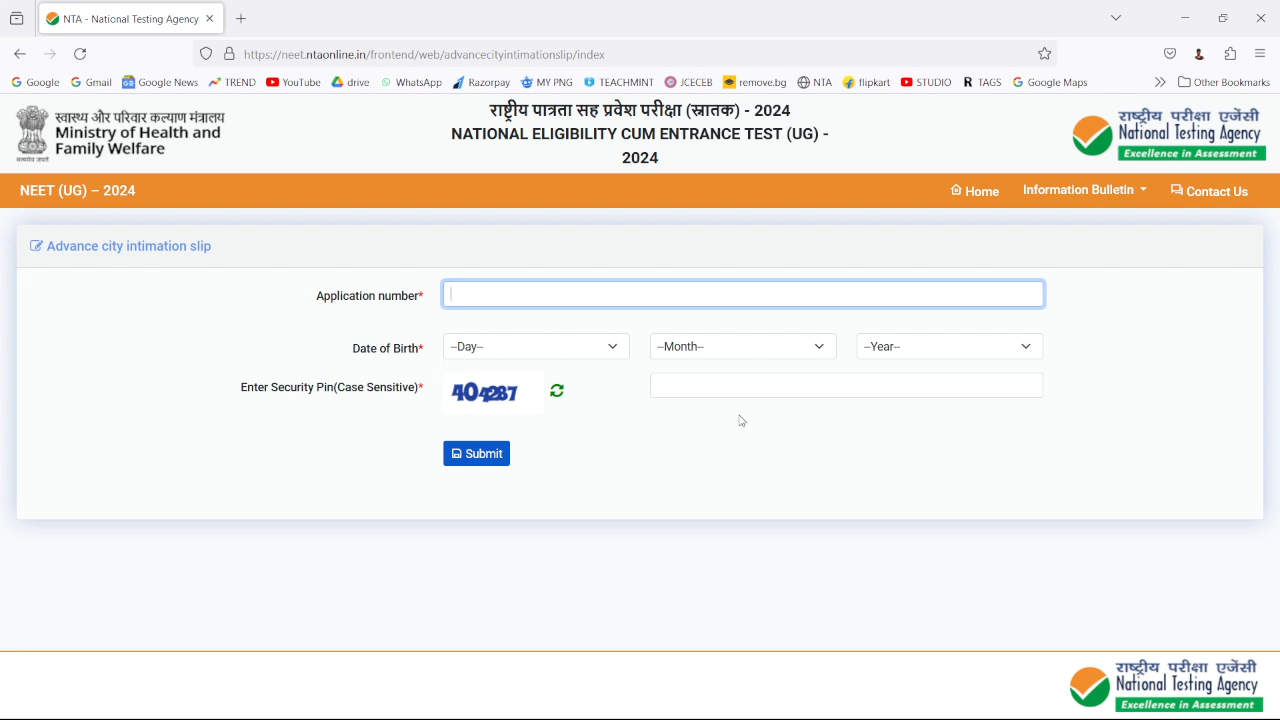 NTA - National Testing Agency
https://neet.ntaonline.in/frontend/web/advancecityintimationslip/index
Google Gmail Google News TREND YouTube drive WhatsApp Razorpay MY PNG TEACHMINT JCECEB remove.bg NTA flipkart STUDIO TAGS Google Maps Other Bookmarks
स्वास्थ्य और परिवार कल्याण मंत्रालय
Ministry of Health and
Family Welfare
सत्यमेव जयते
राष्ट्रीय पात्रता सह प्रवेश परीक्षा (स्नातक) - 2024
NATIONAL ELIGIBILITY CUM ENTRANCE TEST (UG) -
2024
राष्ट्रीय परीक्षा एजेंसी
National Testing Agency
Excellence in Assessment
NEET (UG) – 2024
Home Information Bulletin Contact Us
Advance city intimation slip
Application number*
Date of Birth* --Day-- --Month-- --Year--
Enter Security Pin(Case Sensitive)* 404287
Submit
राष्ट्रीय परीक्षा एजेंसी
National Testing Agency
Excellence in Assessment